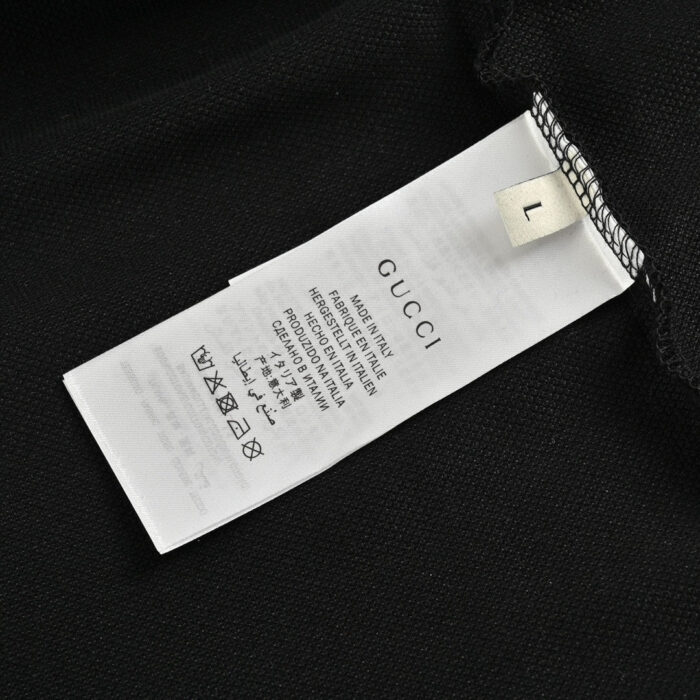 L
GUCCI
MADE IN ITALY
FABRIQUE EN ITALIE
HERGESTELLT IN ITALIEN
HECHO EN ITALIA
PRODUZIDO NA ITALIA
СДЕЛАНО В ИТАЛИИ
イタリア製
产地意大利
صنع في إيطاليا